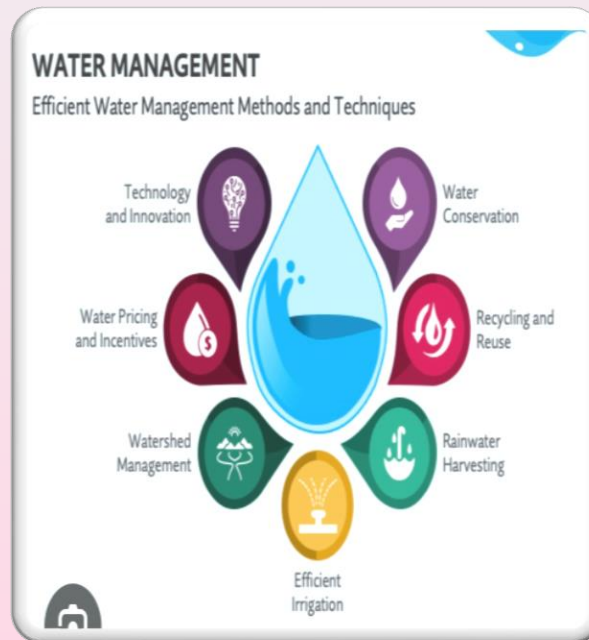 WATER MANAGEMENT
Efficient Water Management Methods and Techniques
Technology
and Innovation
Water
Conservation
Water Pricing
and Incentives
$
Recycling and
Reuse
Watershed
Management
Rainwater
Harvesting
Efficient
Irrigation